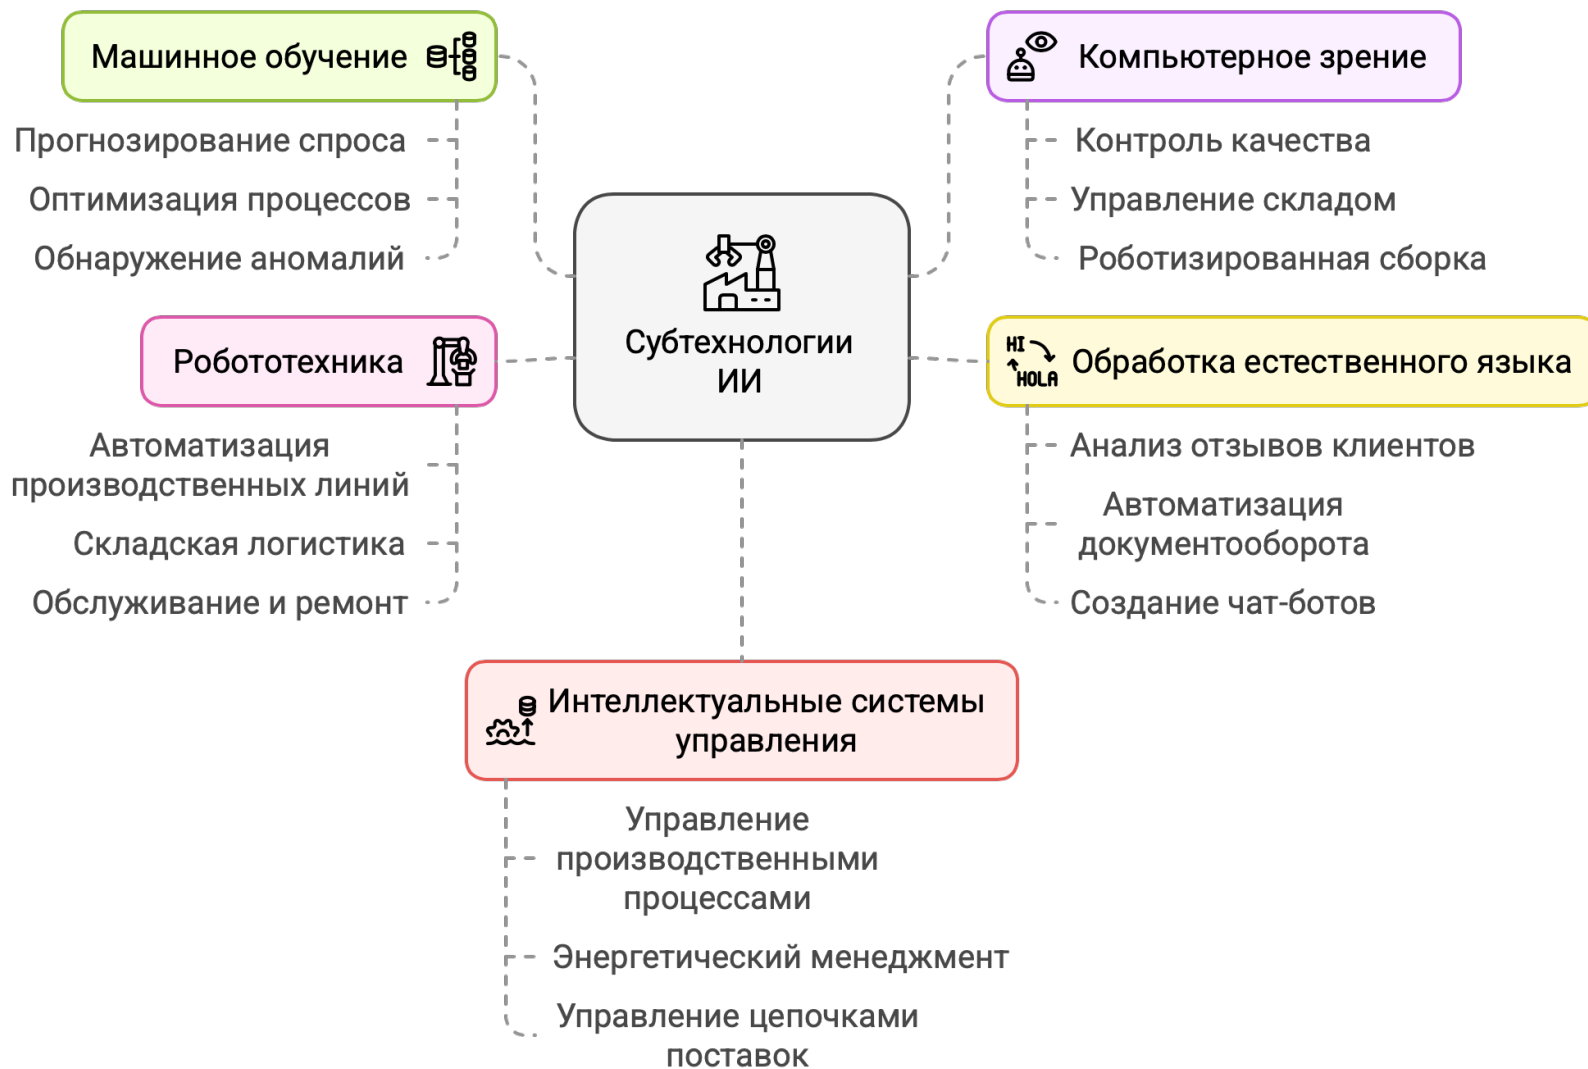 Машинное обучение
Прогнозирование спроса
Оптимизация процессов
Обнаружение аномалий
Компьютерное зрение
Контроль качества
Управление складом
Роботизированная сборка
Субтехнологии
ИИ
Робототехника
Автоматизация
производственных линий
Складская логистика
Обслуживание и ремонт
HI
HOLA
Обработка естественного языка
Анализ отзывов клиентов
Автоматизация
документооборота
Создание чат-ботов
Интеллектуальные системы
управления
Управление
производственными
процессами
Энергетический менеджмент
Управление цепочками
поставок